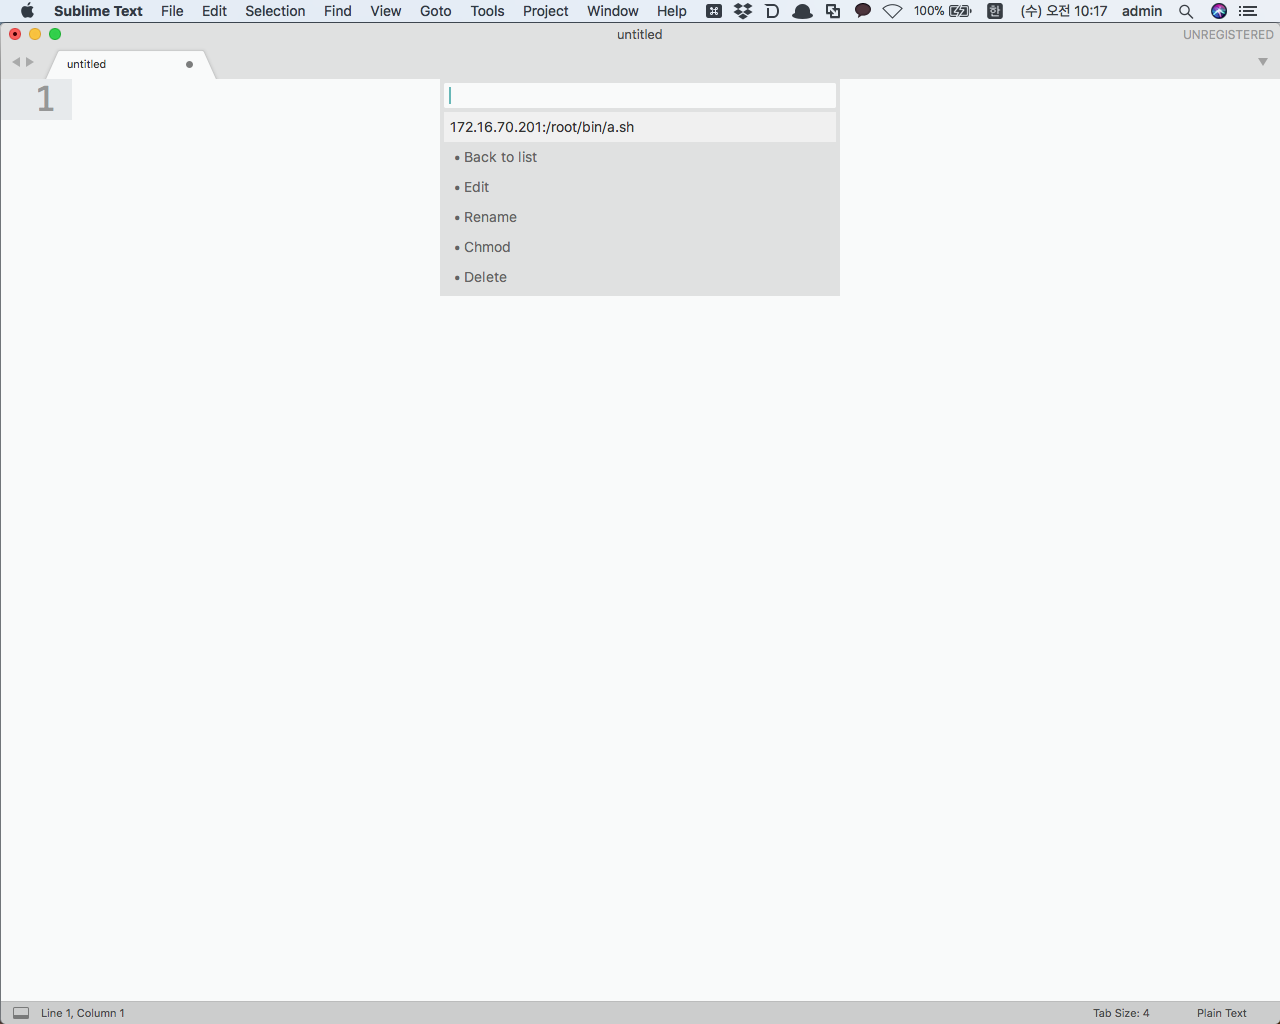 Sublime Text File Edit Selection Find View Goto Tools Project Window Help 100% 한 (수) 오전 10:17 admin
untitled UNREGISTERED
untitled
1
172.16.70.201:/root/bin/a.sh
• Back to list
• Edit
• Rename
• Chmod
• Delete
Line 1, Column 1 Tab Size: 4 Plain Text